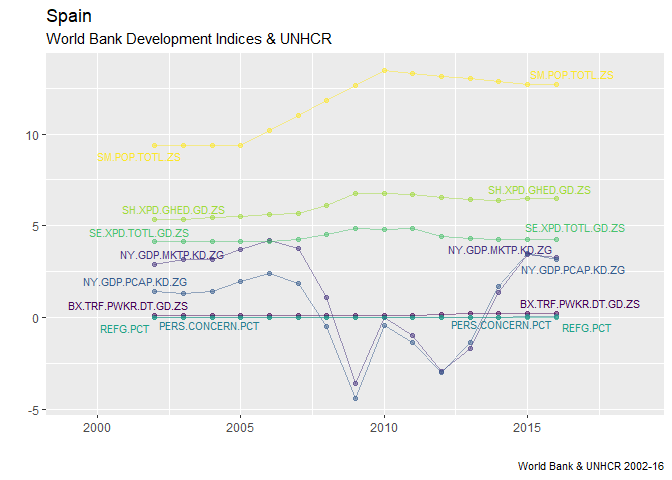 Spain
World Bank Development Indices & UNHCR
SM.POP.TOTL.ZS
10
SM.POP.TOTL.ZS
SH.XPD.GHED.GD.ZS
SH.XPD.GHED.GD.ZS
5
SE.XPD.TOTL.GD.ZS
SE.XPD.TOTL.GD.ZS
NY.GDP.MKTP.KD.ZG
NY.GDP.MKTP.KD.ZG
NY.GDP.PCAP.KD.ZG
NY.GDP.PCAP.KD.ZG
BX.TRF.PWKR.DT.GD.ZS
BX.TRF.PWKR.DT.GD.ZS
0
REFG.PCT
PERS.CONCERN.PCT
PERS.CONCERN.PCT
REFG.PCT
-5
2000 2005 2010 2015
World Bank & UNHCR 2002-16